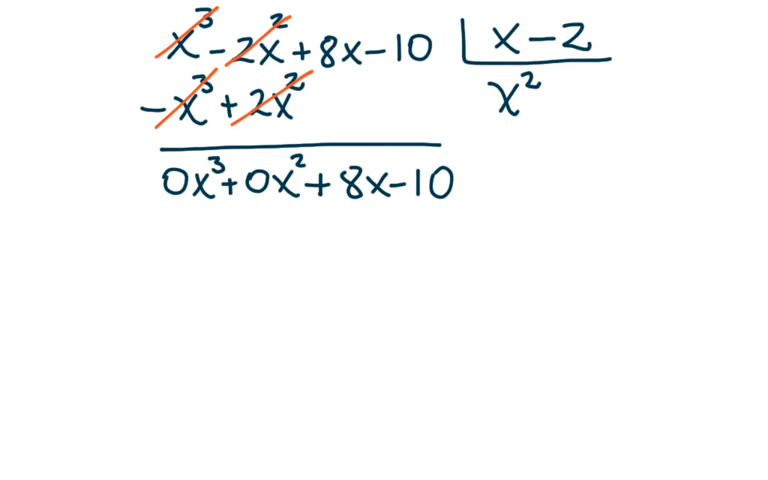 x³ - 2x² + 8x - 10 | x - 2
-x³ + 2x² x²
0x³ + 0x² + 8x - 10